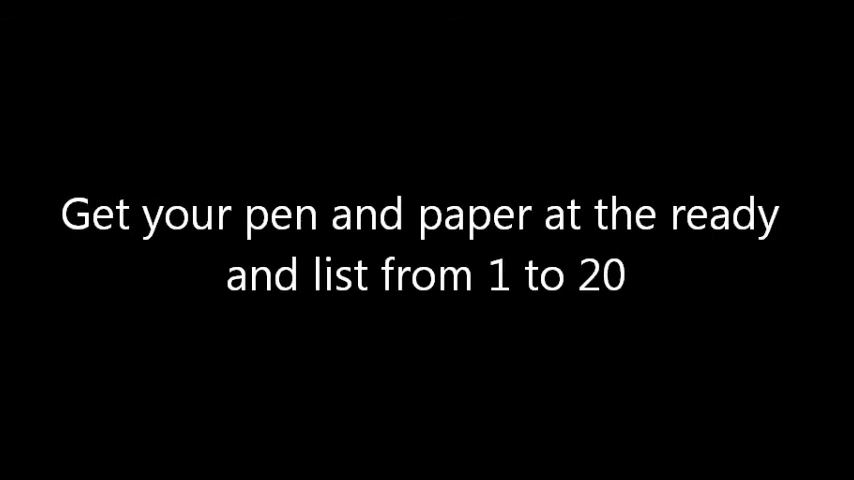 Get your pen and paper at the ready
and list from 1 to 20